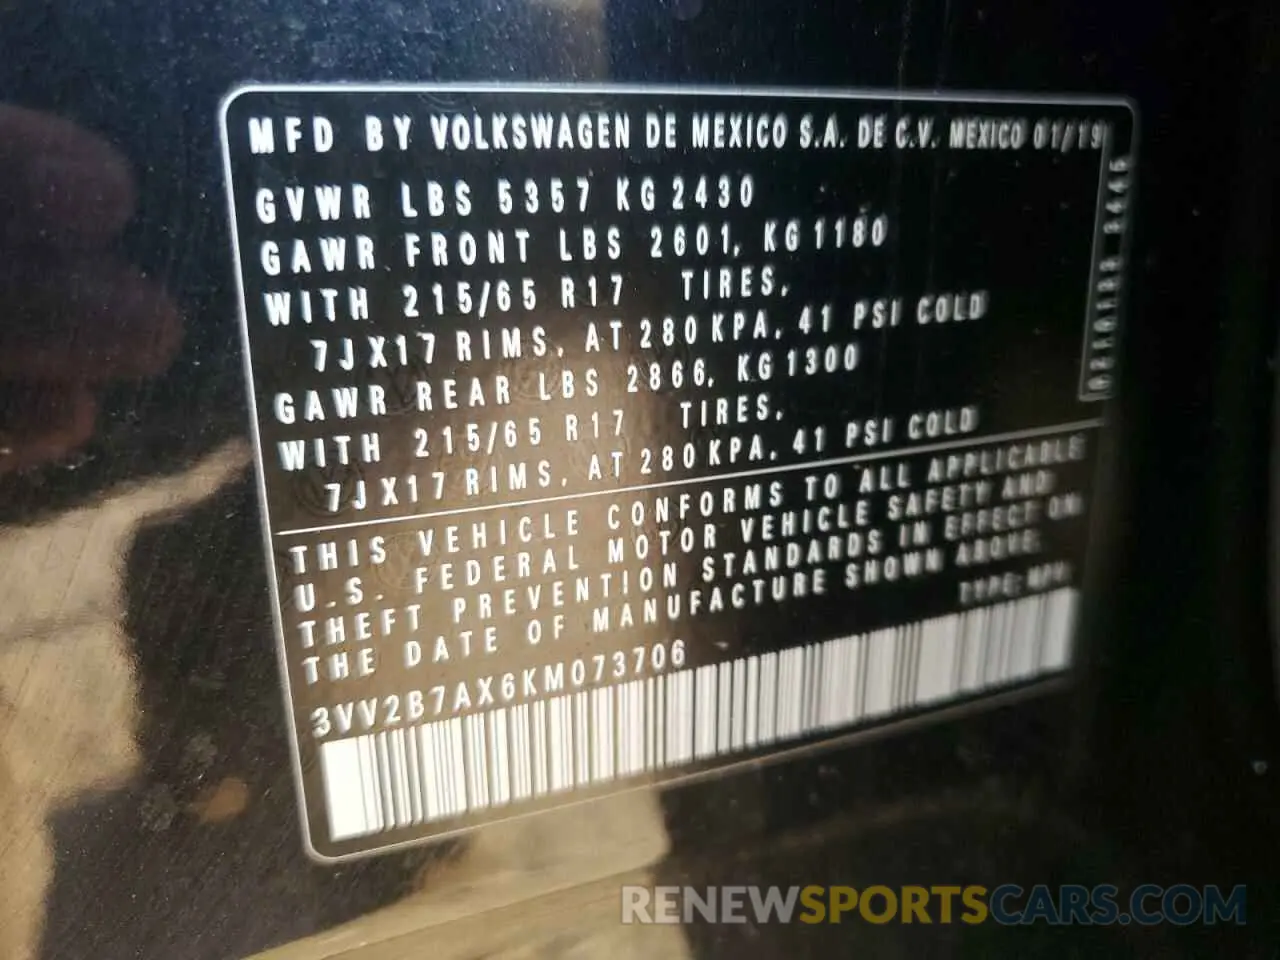 MFD BY VOLKSWAGEN DE MEXICO S.A. DE C.V. MEXICO 01/19
GVWR LBS 5357 KG 2430
GAWR FRONT LBS 2601, KG 1180
WITH 215/65 R17 TIRES,
7JX17 RIMS, AT 280 KPA, 41 PSI COLD
GAWR REAR LBS 2866, KG 1300
WITH 215/65 R17 TIRES,
7JX17 RIMS, AT 280 KPA, 41 PSI COLD
THIS VEHICLE CONFORMS TO ALL APPLICABLE
U.S. FEDERAL MOTOR VEHICLE SAFETY AND
THEFT PREVENTION STANDARDS IN EFFECT ON
THE DATE OF MANUFACTURE SHOWN ABOVE.
TYPE: MPV
3VV2B7AX6KM073706
RENEWSPORTSCARS.COM